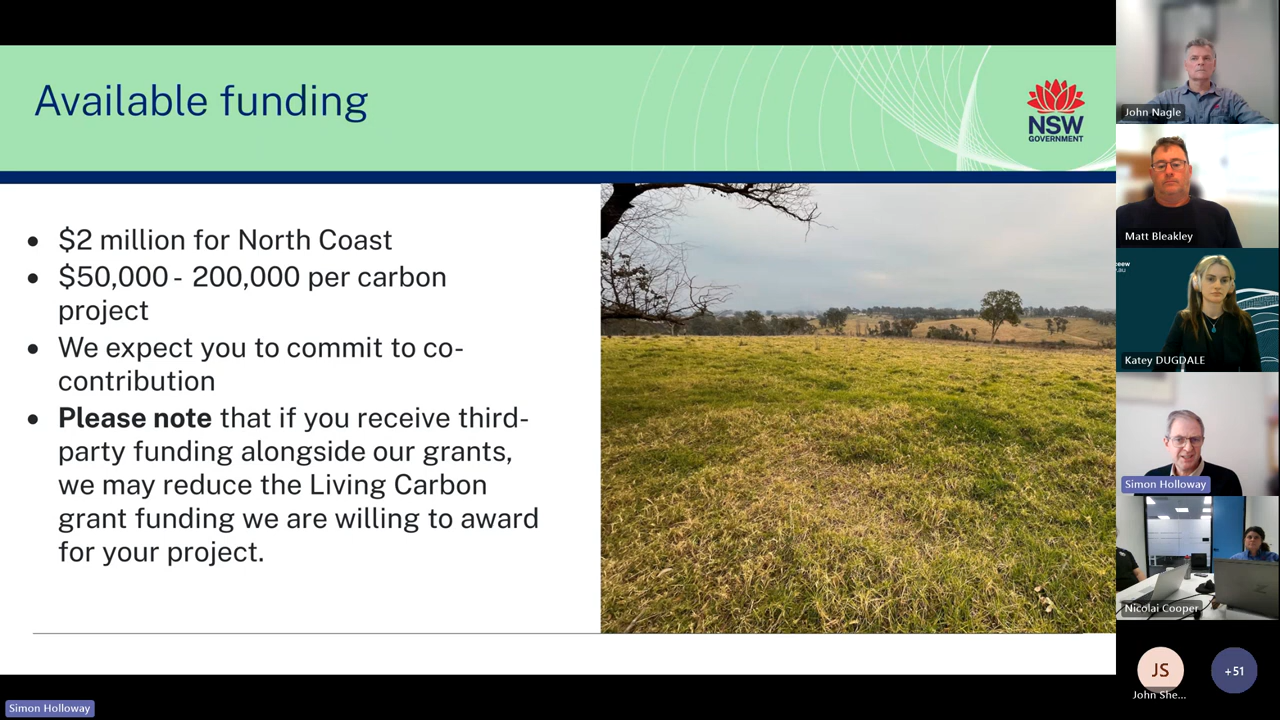 Available funding
NSW
GOVERNMENT
• $2 million for North Coast
• $50,000 - 200,000 per carbon
project
• We expect you to commit to co-
contribution
• Please note that if you receive third-
party funding alongside our grants,
we may reduce the Living Carbon
grant funding we are willing to award
for your project.
Simon Holloway
John Nagle
Matt Bleakley
.au
Katey DUGDALE
Simon Holloway
Nicolai Cooper
JS
John She...
+51